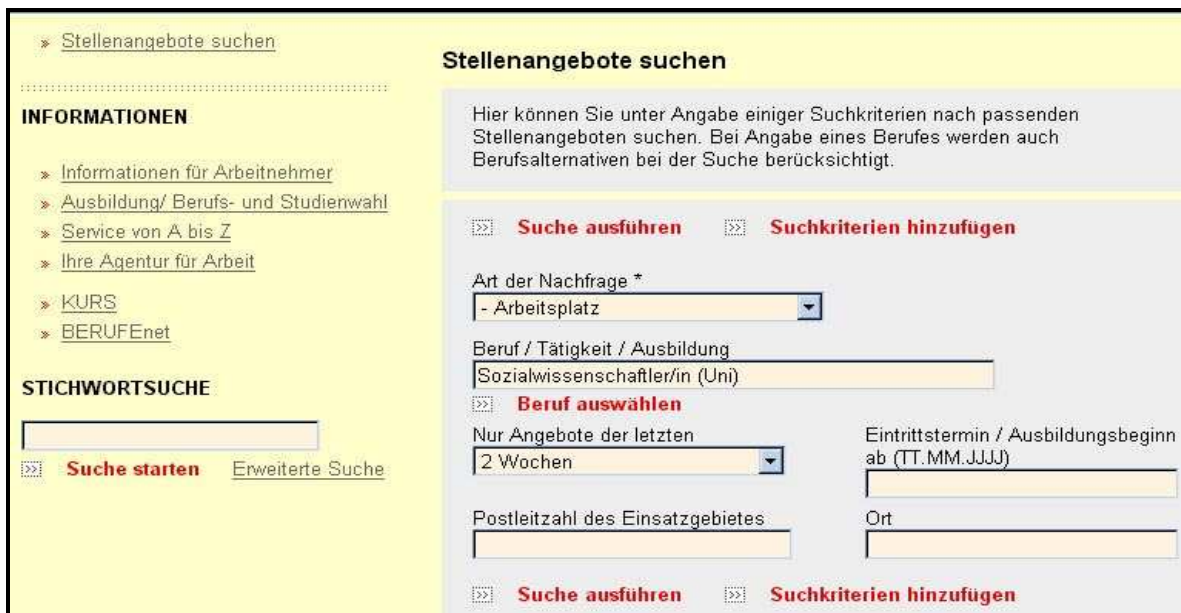 Stellenangebote suchen
INFORMATIONEN
Informationen für Arbeitnehmer
Ausbildung/ Berufs- und Studienwahl
Service von A bis Z
Ihre Agentur für Arbeit
KURS
BERUFEnet
STICHWORTSUCHE
Suche starten Erweiterte Suche
Stellenangebote suchen
Hier können Sie unter Angabe einiger Suchkriterien nach passenden
Stellenangeboten suchen. Bei Angabe eines Berufes werden auch
Berufsalternativen bei der Suche berücksichtigt.
Suche ausführen Suchkriterien hinzufügen
Art der Nachfrage *
- Arbeitsplatz
Beruf / Tätigkeit / Ausbildung
Sozialwissenschaftler/in (Uni)
Beruf auswählen
Nur Angebote der letzten
2 Wochen
Eintrittstermin / Ausbildungsbeginn
ab (TT.MM.JJJJ)
Postleitzahl des Einsatzgebietes
Ort
Suche ausführen Suchkriterien hinzufügen